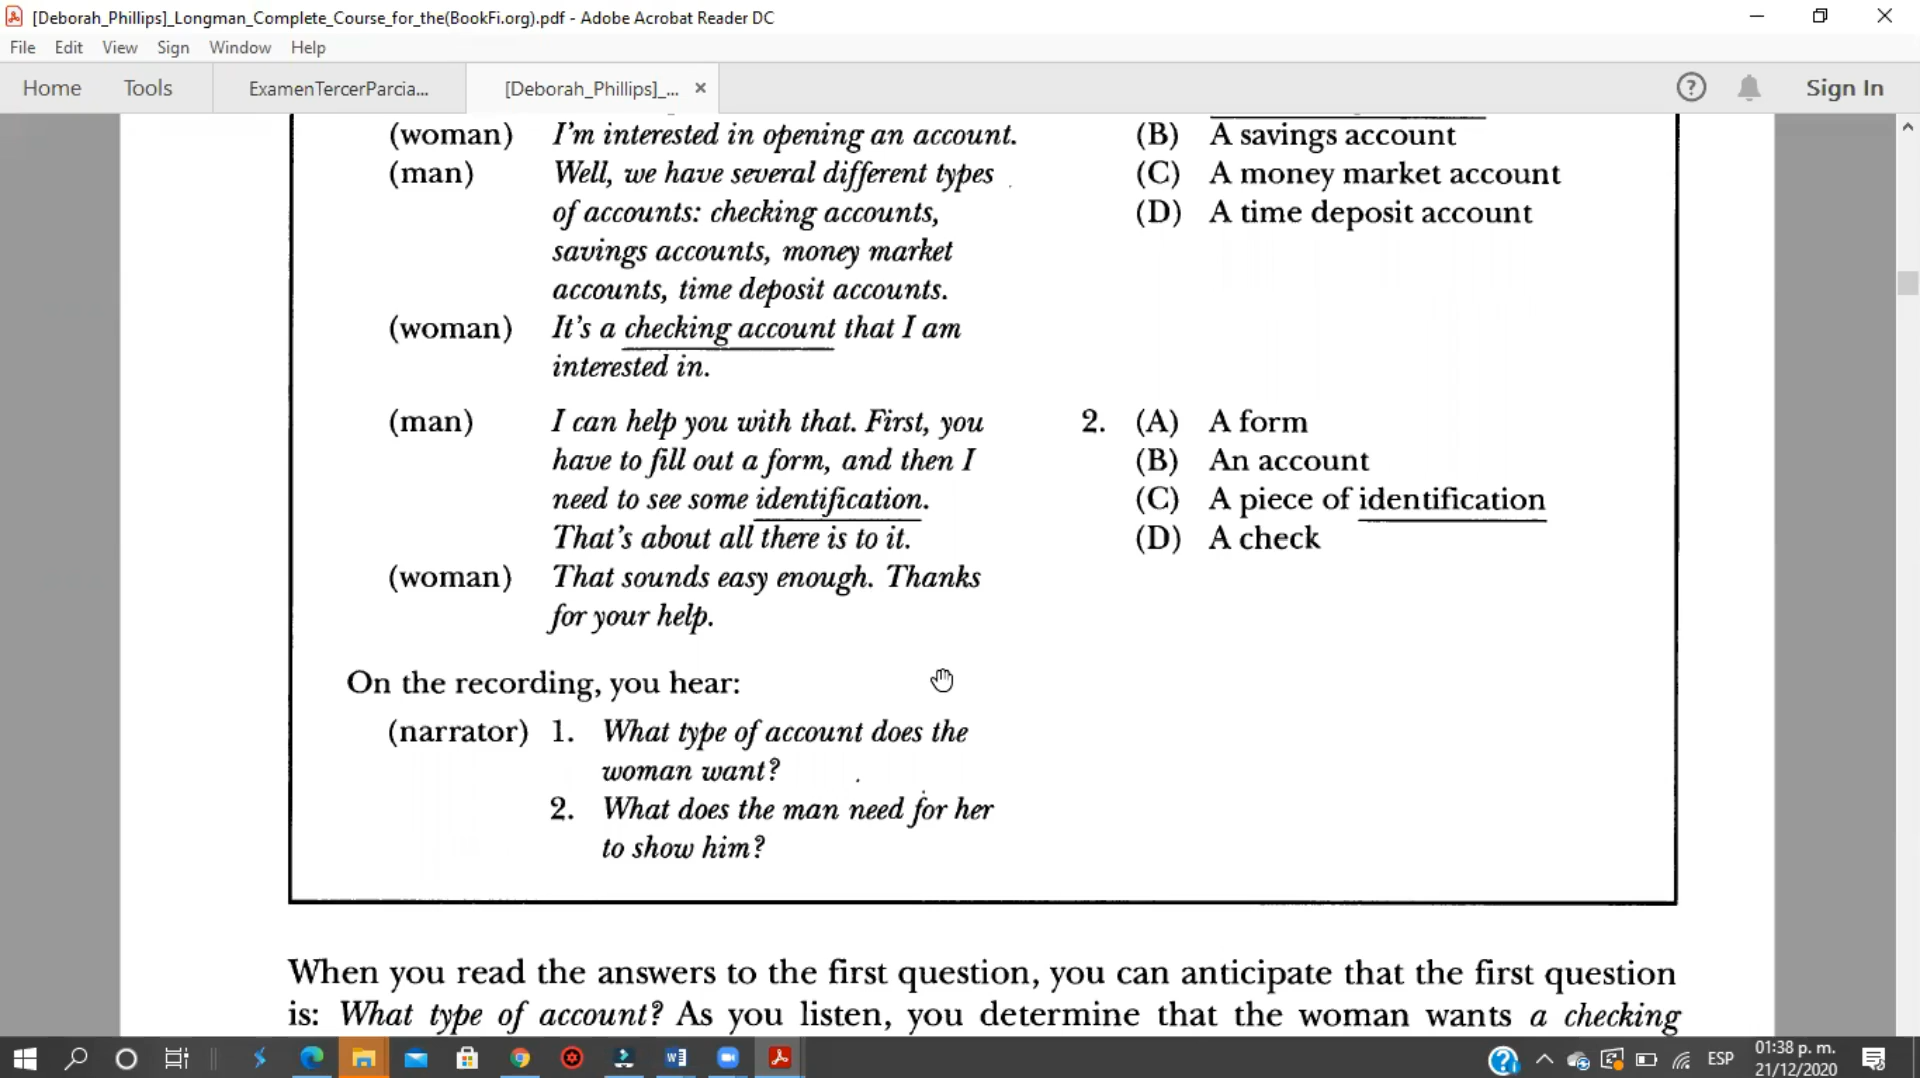 [Deborah_Phillips]_Longman_Complete_Course_for_the(BookFi.org).pdf - Adobe Acrobat Reader DC
File Edit View Sign Window Help
Home Tools ExamenTercerParcia... [Deborah_Phillips]_... × ? Sign In
(woman) I'm interested in opening an account.
(man) Well, we have several different types
of accounts: checking accounts,
savings accounts, money market
accounts, time deposit accounts.
(woman) It's a checking account that I am
interested in.
(B) A savings account
(C) A money market account
(D) A time deposit account
(man) I can help you with that. First, you
have to fill out a form, and then I
need to see some identification.
That's about all there is to it.
(woman) That sounds easy enough. Thanks
for your help.
2. (A) A form
(B) An account
(C) A piece of identification
(D) A check
On the recording, you hear:
(narrator) 1. What type of account does the
woman want?
2. What does the man need for her
to show him?
When you read the answers to the first question, you can anticipate that the first question
is: What type of account? As you listen, you determine that the woman wants a checking
ESP
01:38 p. m.
21/12/2020